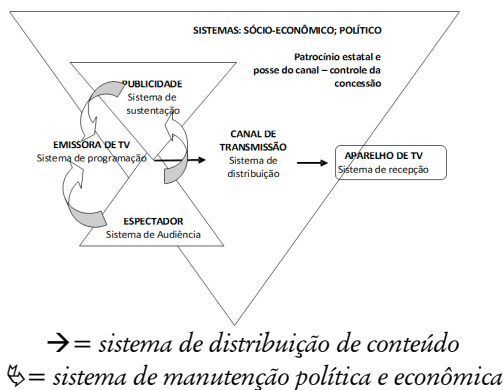 SISTEMAS: SÓCIO-ECONÔMICO; POLÍTICO
Patrocínio estatal e
posse do canal – controle da
concessão
PUBLICIDADE
Sistema de
sustentação
EMISSORA DE TV
Sistema de programação
CANAL DE
TRANSMISSÃO
Sistema de
distribuição
APARELHO DE TV
Sistema de recepção
ESPECTADOR
Sistema de Audiência
→ = sistema de distribuição de conteúdo
= sistema de manutenção política e econômica